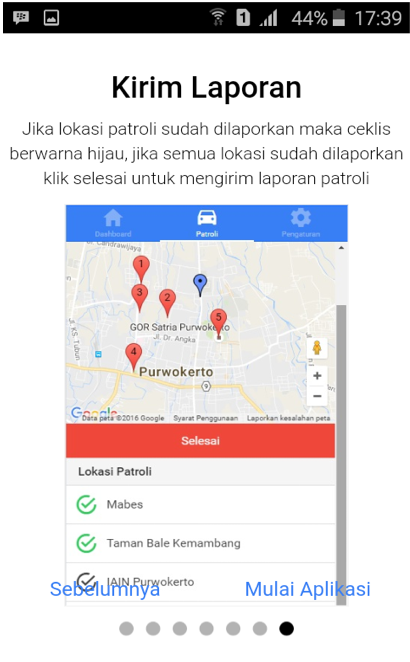 44% 17:39
Kirim Laporan
Jika lokasi patroli sudah dilaporkan maka ceklis
berwarna hijau, jika semua lokasi sudah dilaporkan
klik selesai untuk mengirim laporan patroli
Dashboard Patroli Pengaturan
Jl. Ks. Tubun
1
3
2
5
GOR Satria Purwokerto
Jl. Dr. Angka
4
Purwokerto
Google
Data peta ©2016 Google Syarat Penggunaan Laporkan kesalahan peta
Selesai
Lokasi Patroli
Mabes
Taman Bale Kemambang
IAIN Purwokerto
Sebelumnya Mulai Aplikasi